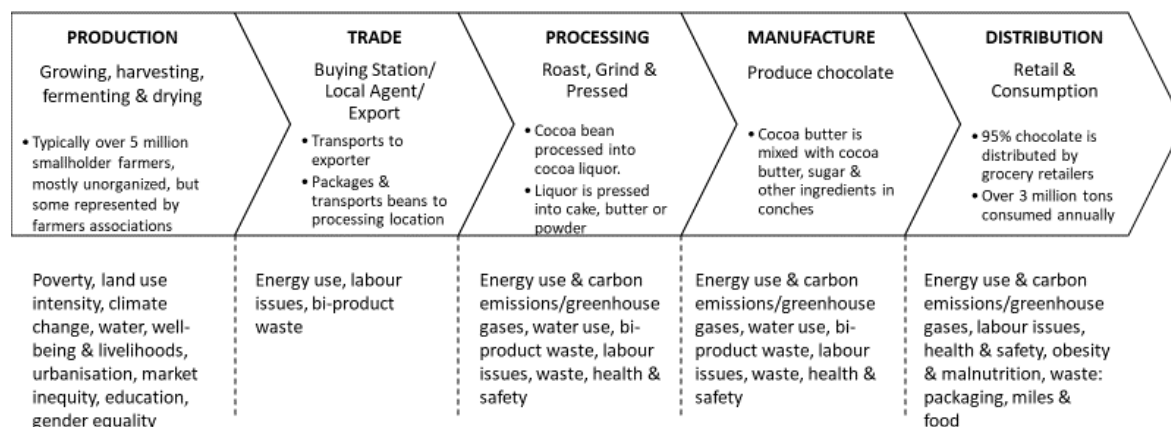 PRODUCTION
Growing, harvesting,
fermenting & drying
• Typically over 5 million
smallholder farmers,
mostly unorganized, but
some represented by
farmers associations
TRADE
Buying Station/
Local Agent/
Export
• Transports to
exporter
• Packages &
transports beans to
processing location
PROCESSING
Roast, Grind &
Pressed
• Cocoa bean
processed into
cocoa liquor.
• Liquor is pressed
into cake, butter or
powder
MANUFACTURE
Produce chocolate
• Cocoa butter is
mixed with cocoa
butter, sugar &
other ingredients in
conches
DISTRIBUTION
Retail &
Consumption
• 95% chocolate is
distributed by
grocery retailers
• Over 3 million tons
consumed annually
Poverty, land use
intensity, climate
change, water, well-
being & livelihoods,
urbanisation, market
inequity, education,
gender equality
Energy use, labour
issues, bi-product
waste
Energy use & carbon
emissions/greenhouse
gases, water use, bi-
product waste, labour
issues, waste, health &
safety
Energy use & carbon
emissions/greenhouse
gases, water use, bi-
product waste, labour
issues, waste, health &
safety
Energy use & carbon
emissions/greenhouse
gases, labour issues,
health & safety, obesity
& malnutrition, waste:
packaging, miles &
food